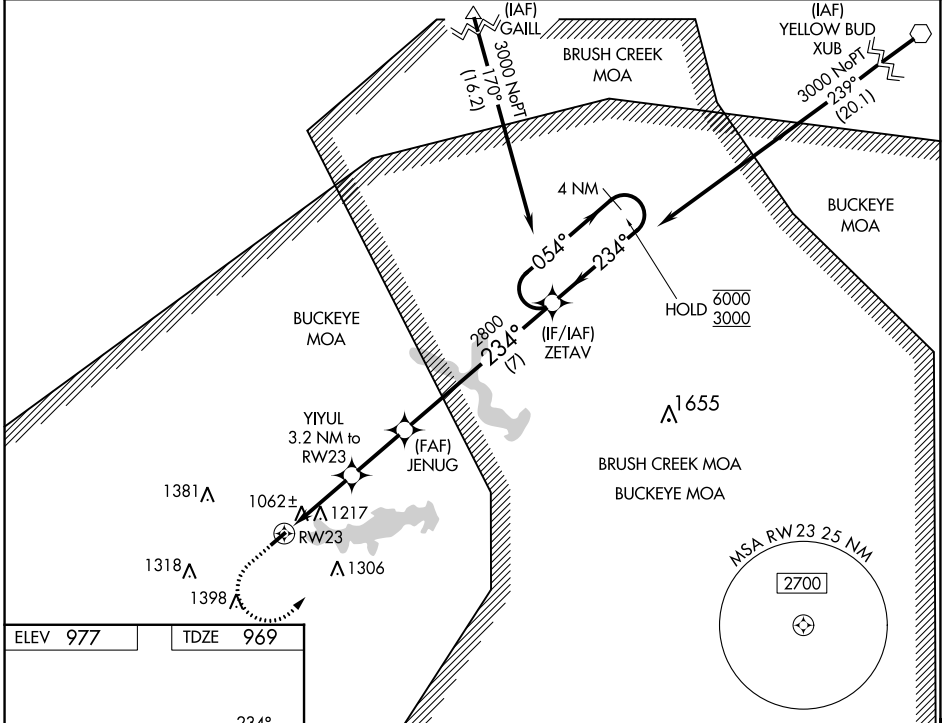 (IAF)
GAILL
(IAF)
YELLOW BUD
XUB
3000 NoPT
170°
(16.2)
BRUSH CREEK
MOA
3000 NoPT
239°
(20.1)
4 NM
BUCKEYE
MOA
054°
234°
HOLD 6000
3000
BUCKEYE
MOA
2800
234°
(7)
(IF/IAF)
ZETAV
1655
YIYUL
3.2 NM to
RW23
(FAF)
JENUG
BRUSH CREEK MOA
BUCKEYE MOA
1381
1062±
1217
RW23
MSA RW23 25 NM
1318
1306
2700
1398
ELEV 977
TDZE 969
234°